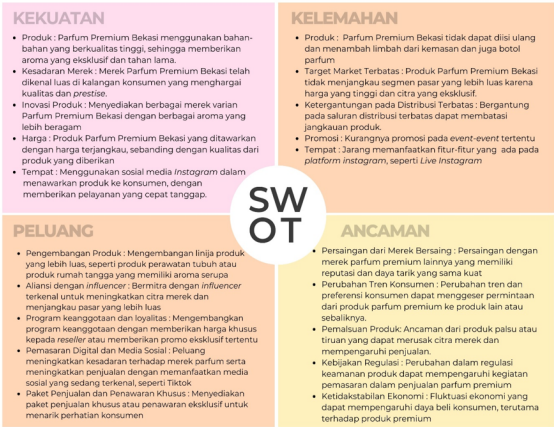 KEKUATAN
Produk : Parfum Premium Bekasi menggunakan bahan-
bahan yang berkualitas tinggi, sehingga memberikan
aroma yang eksklusif dan tahan lama.
Kesadaran Merek : Merek Parfum Premium Bekasi telah
dikenal luas di kalangan konsumen yang menghargai
kualitas dan prestise.
Inovasi Produk : Menyediakan berbagai merek varian
Parfum Premium Bekasi dengan berbagai aroma yang
lebih beragam
Harga : Produk Parfum Premium Bekasi yang ditawarkan
dengan harga terjangkau, sebanding dengan kualitas dari
produk yang diberikan
Tempat : Menggunakan sosial media Instagram dalam
menawarkan produk ke konsumen, dengan
memberikan pelayanan yang cepat tanggap.
KELEMAHAN
Produk : Parfum Premium Bekasi tidak dapat diisi ulang
dan menambah limbah dari kemasan dan juga botol
parfum
Target Market Terbatas : Produk Parfum Premium Bekasi
tidak menjangkau segmen pasar yang lebih luas karena
harga yang tinggi dan citra yang eksklusif.
Ketergantungan pada Distribusi Terbatas : Bergantung
pada saluran distribusi terbatas dapat membatasi
jangkauan produk.
Promosi : Kurangnya promosi pada event-event tertentu
Tempat : Jarang memanfaatkan fitur-fitur yang ada pada
platform instagram, seperti Live Instagram
SW
OT
PELUANG
Pengembangan Produk : Mengembangan linija produk
yang lebih luas, seperti produk perawatan tubuh atau
produk rumah tangga yang memiliki aroma serupa
Aliansi dengan influencer : Bermitra dengan influencer
terkenal untuk meningkatkan citra merek dan
menjangkau pasar yang lebih luas
Program keanggotaan dan loyalitas : Mengembangkan
program keanggotaan dengan memberikan harga khusus
kepada reseller atau memberikan promo eksklusif tertentu
Pemasaran Digital dan Media Sosial : Peluang
meningkatkan kesadaran terhadap merek parfum serta
meningkatkan penjualan dengan memanfaatkan media
sosial yang sedang terkenal, seperti Tiktok
Paket Penjualan dan Penawaran Khusus : Menyediakan
paket penjualan khusus atau penawaran eksklusif untuk
menarik perhatian konsumen
ANCAMAN
Persaingan dari Merek Bersaing : Persaingan dengan
merek parfum premium lainnya yang memiliki
reputasi dan daya tarik yang sama kuat
Perubahan Tren Konsumen : Perubahan tren dan
preferensi konsumen dapat menggeser permintaan
dari produk parfum premium ke produk lain atau
sebaliknya.
Pemalsuan Produk: Ancaman dari produk palsu atau
tiruan yang dapat merusak citra merek dan
mempengaruhi penjualan.
Kebijakan Regulasi : Perubahan dalam regulasi
keamanan produk dapat mempengaruhi kegiatan
pemasaran dalam penjualan parfum premium
Ketidakstabilan Ekonomi : Fluktuasi ekonomi yang
dapat mempengaruhi daya beli konsumen, terutama
terhadap produk premium